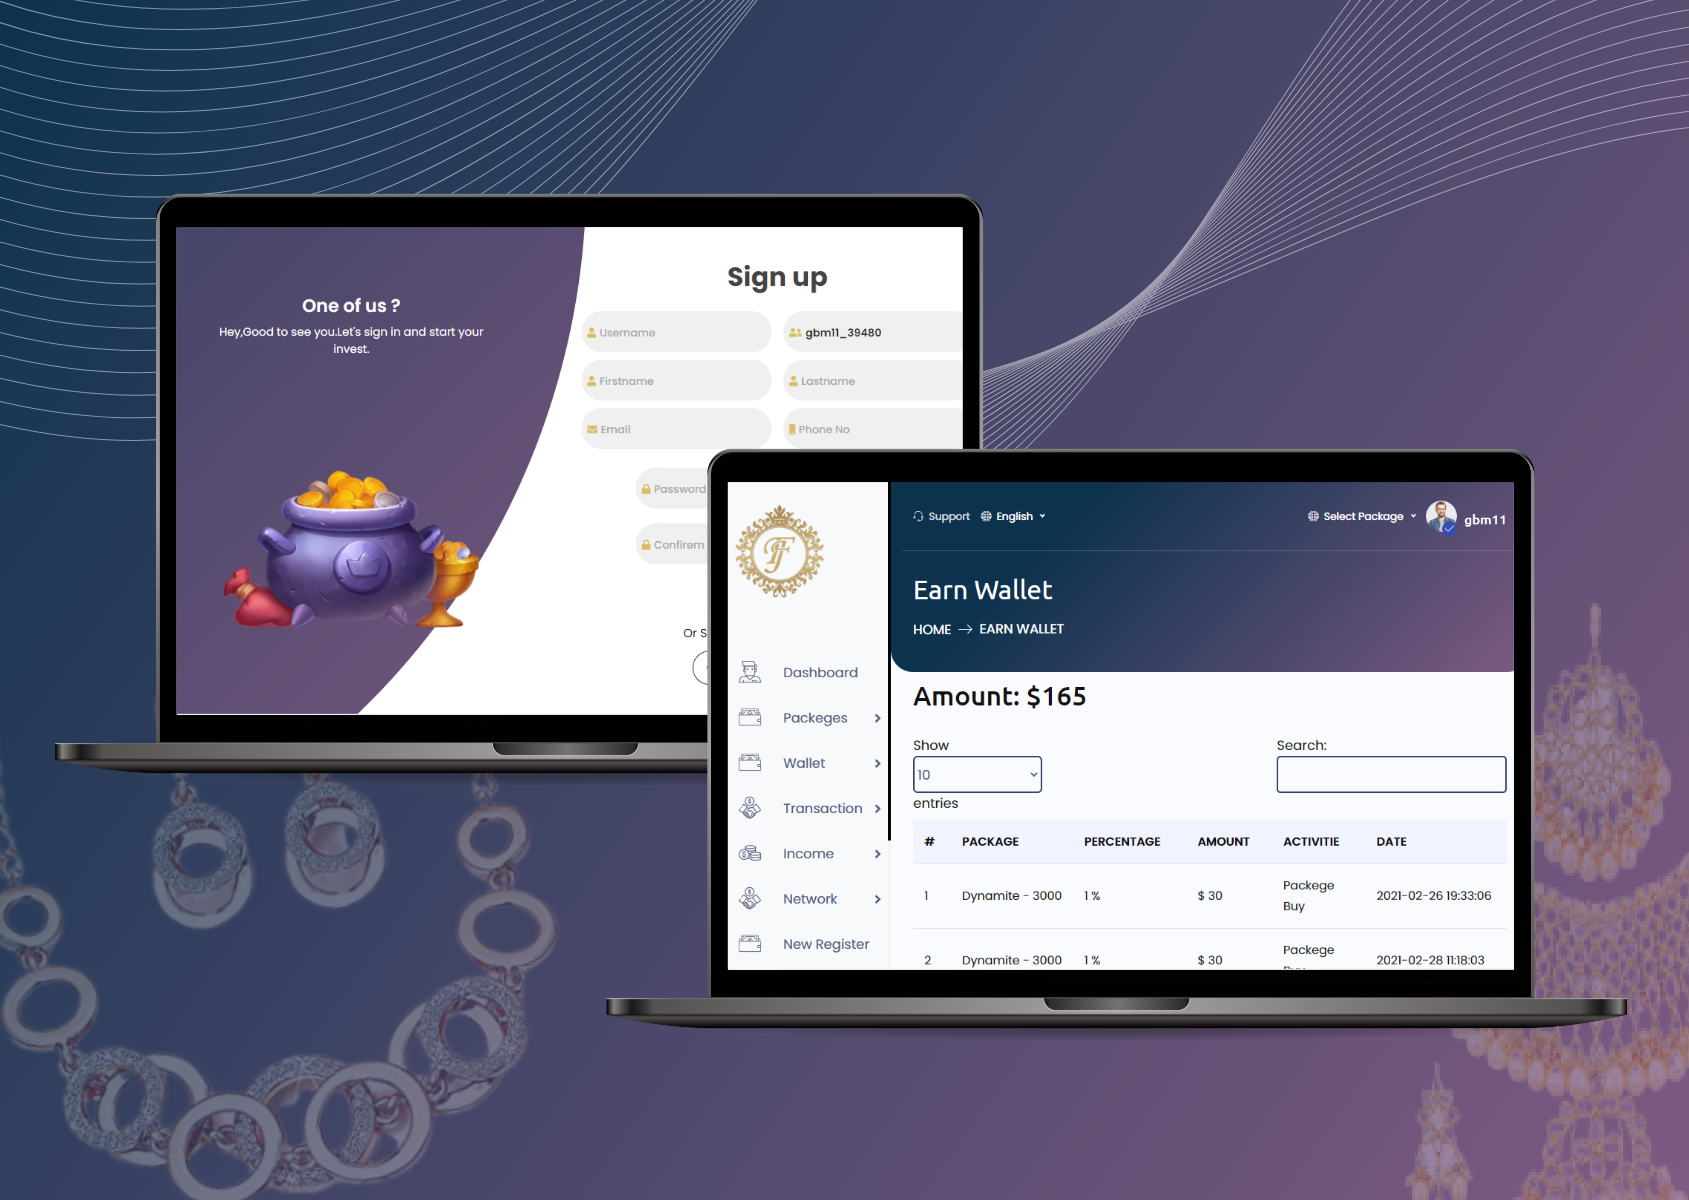 One of us ?
Hey,Good to see you.Let's sign in and start your
invest.
Sign up
Username
gbm11_39480
Firstname
Lastname
Email
Phone No
Password
Confirem
Or S
Support
English
Select Package
gbm11
Earn Wallet
HOME → EARN WALLET
Dashboard
Packeges
Wallet
Transaction
Income
Network
New Register
Amount: $165
Show
10
entries
Search:
# PACKAGE PERCENTAGE AMOUNT ACTIVITIE DATE
1 Dynamite - 3000 1 % $ 30 Packege Buy 2021-02-26 19:33:06
2 Dynamite - 3000 1 % $ 30 Packege 2021-02-28 11:18:03